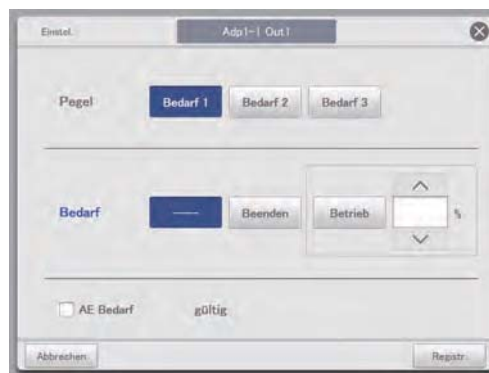 Einstel. Adp1-1 Out1
Pegel Bedarf 1 Bedarf 2 Bedarf 3
Bedarf —— Beenden Betrieb %
AE Bedarf gültig
Abbrechen Registr.